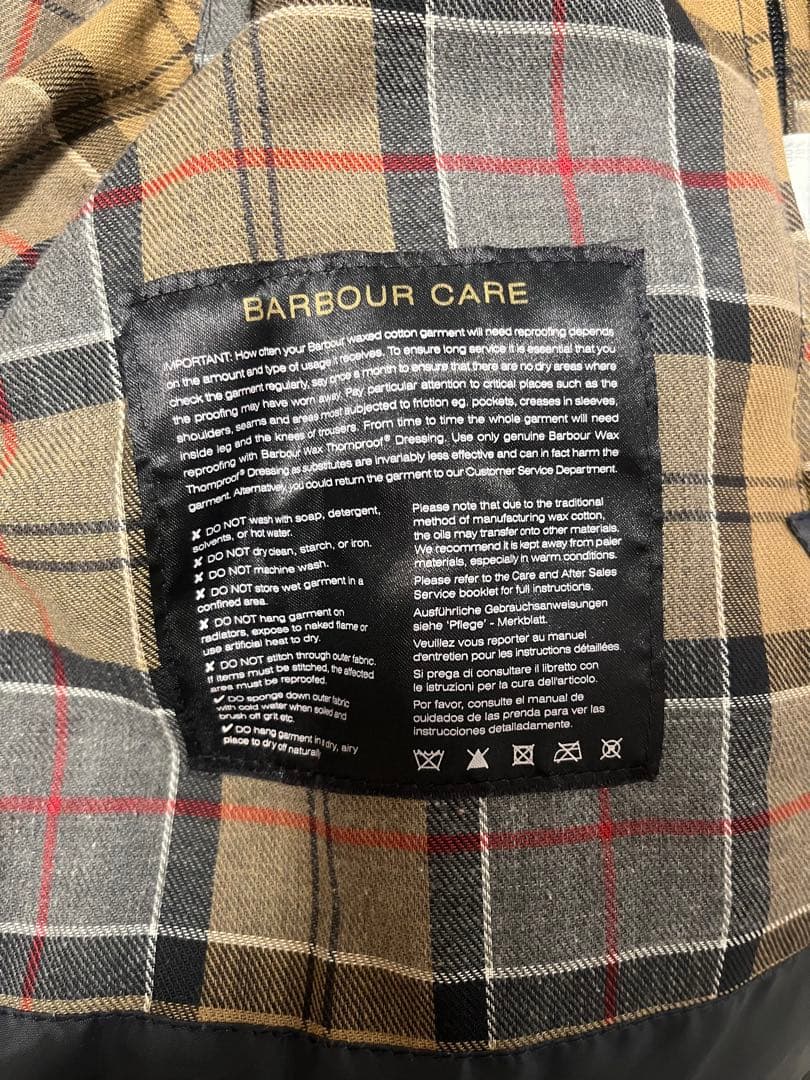 BARBOUR CARE
IMPORTANT: How often your Barbour waxed cotton garment will need reproofing depends
on the amount and type of usage it receives. To ensure long service it is essential that you
check the garment regularly, say once a month to ensure that there are no dry areas where
the proofing may have worn away. Pay particular attention to critical places such as the
shoulders, seams and areas most subjected to friction eg. pockets, creases in sleeves,
inside leg and the knees of trousers. From time to time the whole garment will need
reproofing with Barbour Wax Thornproof® Dressing. Use only genuine Barbour Wax
Thornproof® Dressing as substitutes are invariably less effective and can in fact harm the
garment. Alternatively, you could return the garment to our Customer Service Department.
✗ DO NOT wash with soap, detergent,
solvents, or hot water.
✗ DO NOT dryclean, starch, or iron.
✗ DO NOT machine wash.
✗ DO NOT store wet garment in a
confined area.
✗ DO NOT hang garment on
radiators, expose to naked flame or
use artificial heat to dry.
✗ DO NOT stitch through outer fabric.
If items must be stitched, the affected
area must be reproofed.
✓ DO sponge down outer fabric
with cold water when soiled and
brush off grit etc.
✓ DO hang garment in dry, airy
place to dry off naturally
Please note that due to the traditional
method of manufacturing wax cotton,
the oils may transfer onto other materials.
We recommend it is kept away from paler
materials, especially in warm conditions.
Please refer to the Care and After Sales
Service booklet for full instructions.
Ausführliche Gebrauchsanweisungen
siehe 'Pflege' - Merkblatt.
Veuillez vous reporter au manuel
d'entretien pour les instructions détaillées.
Si prega di consultare il libretto con
le istruzioni per la cura dell'articolo.
Por favor, consulte el manual de
cuidados de las prenda para ver las
instrucciones detalladamente.